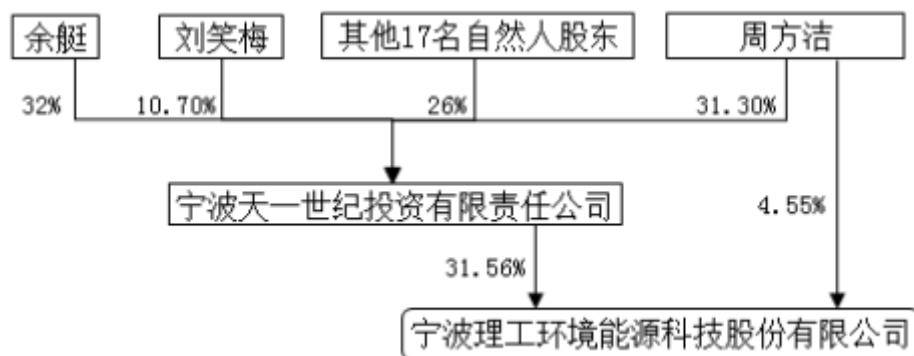 余艇
刘笑梅
其他17名自然人股东
周方洁
32%
10.70%
26%
31.30%
宁波天一世纪投资有限责任公司
4.55%
31.56%
宁波理工环境能源科技股份有限公司